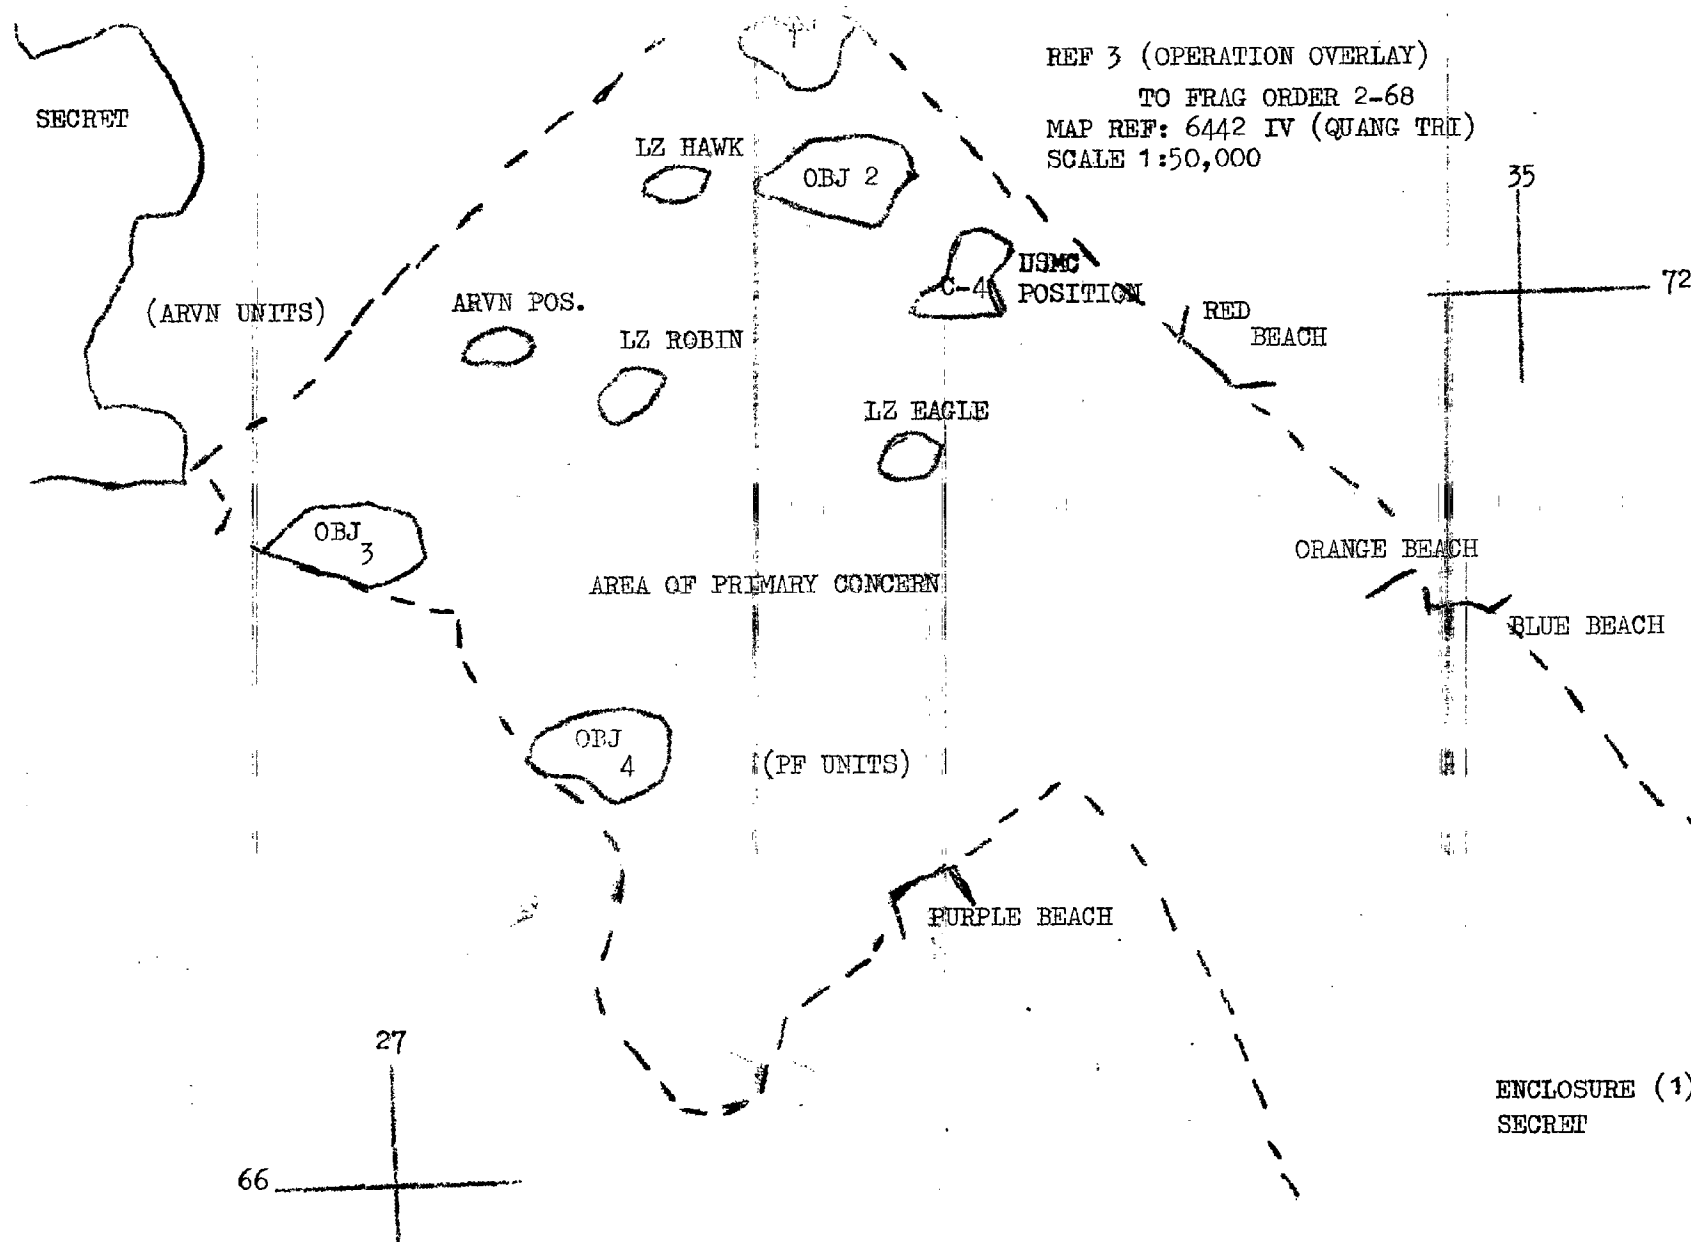 REF 3 (OPERATION OVERLAY)
TO FRAG ORDER 2-68
MAP REF: 6442 IV (QUANG TRI)
SCALE 1:50,000
SECRET
LZ HAWK
OBJ 2
35
USMC
POSITION
C-4
72
(ARVN UNITS)
ARVN POS.
LZ ROBIN
RED
BEACH
LZ EAGLE
OBJ
3
ORANGE BEACH
AREA OF PRIMARY CONCERN
BLUE BEACH
OBJ
4
(PF UNITS)
PURPLE BEACH
27
66
ENCLOSURE (1)
SECRET